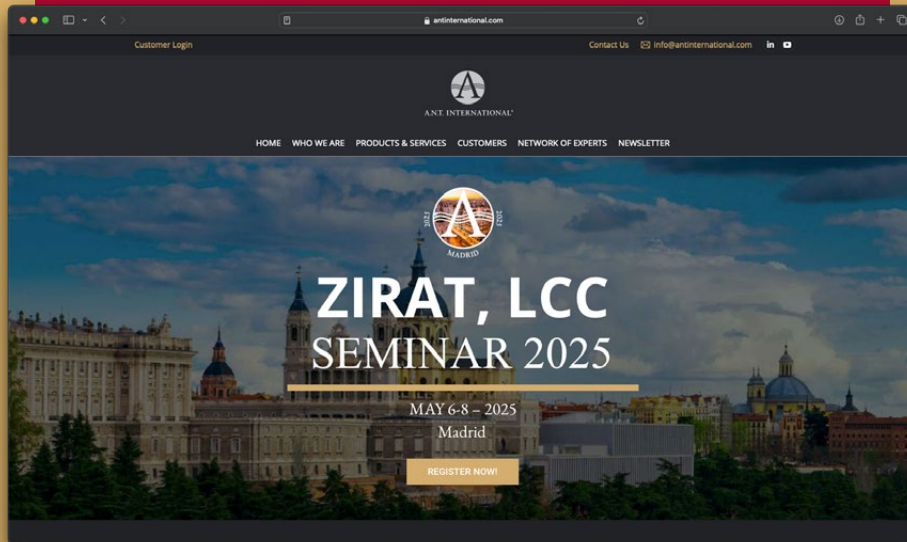 antinternational.com
Customer Login
Contact Us info@antinternational.com in
A
A.N.T. INTERNATIONAL®
HOME WHO WE ARE PRODUCTS & SERVICES CUSTOMERS NETWORK OF EXPERTS NEWSLETTER
2025 A 2025
MADRID
ZIRAT, LCC
SEMINAR 2025
MAY 6-8 – 2025
Madrid
REGISTER NOW!